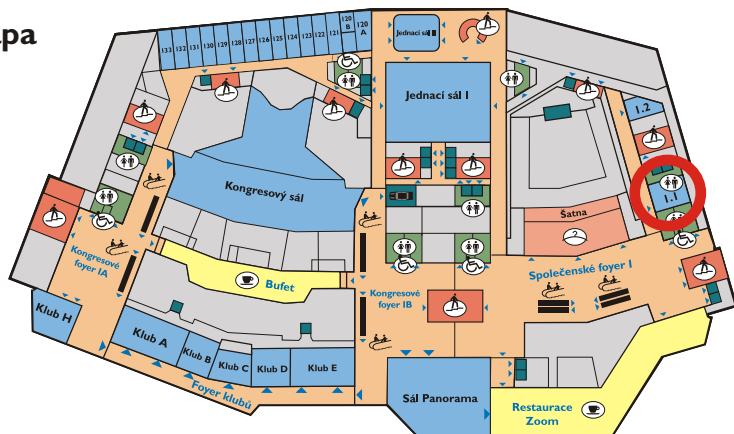 apa
133
132
131
130
129
128
127
126
125
124
123
122
121
120
B
120
A
Jednací sál II
Jednací sál I
1.2
1.1
Kongresový sál
Šatna
2
Kongresové
foyer IA
Bufet
Kongresové
foyer IB
Společenské foyer I
Klub H
Klub A
Klub B
Klub C
Klub D
Klub E
Foyer klubů
Sál Panorama
Restaurace
Zoom